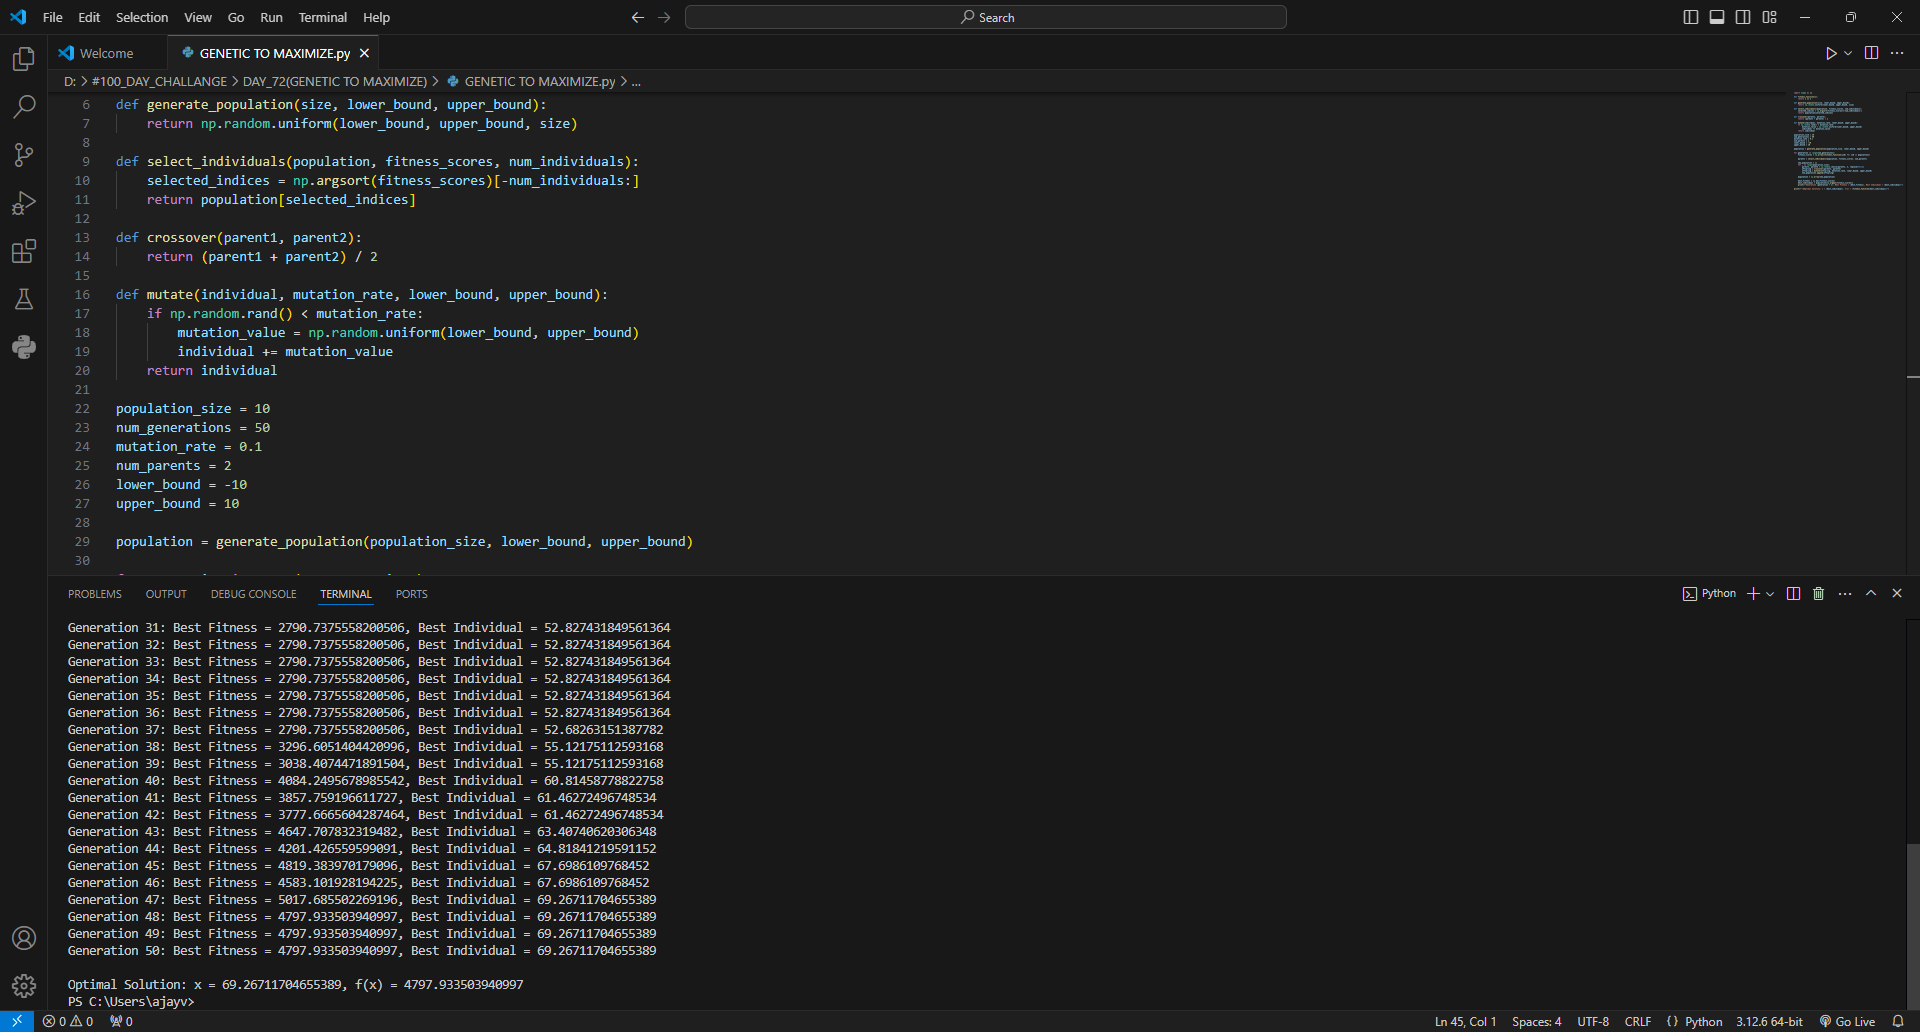 File Edit Selection View Go Run Terminal Help
Search
Welcome
GENETIC TO MAXIMIZE.py
D: > #100_DAY_CHALLANGE > DAY_72(GENETIC TO MAXIMIZE) > GENETIC TO MAXIMIZE.py > ...
6 def generate_population(size, lower_bound, upper_bound):
7 return np.random.uniform(lower_bound, upper_bound, size)
8
9 def select_individuals(population, fitness_scores, num_individuals):
10 selected_indices = np.argsort(fitness_scores)[-num_individuals:]
11 return population[selected_indices]
12
13 def crossover(parent1, parent2):
14 return (parent1 + parent2) / 2
15
16 def mutate(individual, mutation_rate, lower_bound, upper_bound):
17 if np.random.rand() < mutation_rate:
18 mutation_value = np.random.uniform(lower_bound, upper_bound)
19 individual += mutation_value
20 return individual
21
22 population_size = 10
23 num_generations = 50
24 mutation_rate = 0.1
25 num_parents = 2
26 lower_bound = -10
27 upper_bound = 10
28
29 population = generate_population(population_size, lower_bound, upper_bound)
30
PROBLEMS OUTPUT DEBUG CONSOLE TERMINAL PORTS
Python
Generation 31: Best Fitness = 2790.7375558200506, Best Individual = 52.827431849561364
Generation 32: Best Fitness = 2790.7375558200506, Best Individual = 52.827431849561364
Generation 33: Best Fitness = 2790.7375558200506, Best Individual = 52.827431849561364
Generation 34: Best Fitness = 2790.7375558200506, Best Individual = 52.827431849561364
Generation 35: Best Fitness = 2790.7375558200506, Best Individual = 52.827431849561364
Generation 36: Best Fitness = 2790.7375558200506, Best Individual = 52.827431849561364
Generation 37: Best Fitness = 2790.7375558200506, Best Individual = 52.68263151387782
Generation 38: Best Fitness = 3296.6051404420996, Best Individual = 55.12175112593168
Generation 39: Best Fitness = 3038.4074471891504, Best Individual = 55.12175112593168
Generation 40: Best Fitness = 4084.2495678985542, Best Individual = 60.81458778822758
Generation 41: Best Fitness = 3857.759196611727, Best Individual = 61.46272496748534
Generation 42: Best Fitness = 3777.6665604287464, Best Individual = 61.46272496748534
Generation 43: Best Fitness = 4647.707832319482, Best Individual = 63.40740620306348
Generation 44: Best Fitness = 4201.426559599091, Best Individual = 64.81841219591152
Generation 45: Best Fitness = 4819.383970179096, Best Individual = 67.6986109768452
Generation 46: Best Fitness = 4583.101928194225, Best Individual = 67.6986109768452
Generation 47: Best Fitness = 5017.685502269196, Best Individual = 69.26711704655389
Generation 48: Best Fitness = 4797.933503940997, Best Individual = 69.26711704655389
Generation 49: Best Fitness = 4797.933503940997, Best Individual = 69.26711704655389
Generation 50: Best Fitness = 4797.933503940997, Best Individual = 69.26711704655389
Optimal Solution: x = 69.26711704655389, f(x) = 4797.933503940997
PS C:\Users\ajayv>
0 0 0 Ln 45, Col 1 Spaces: 4 UTF-8 CRLF {} Python 3.12.6 64-bit Go Live